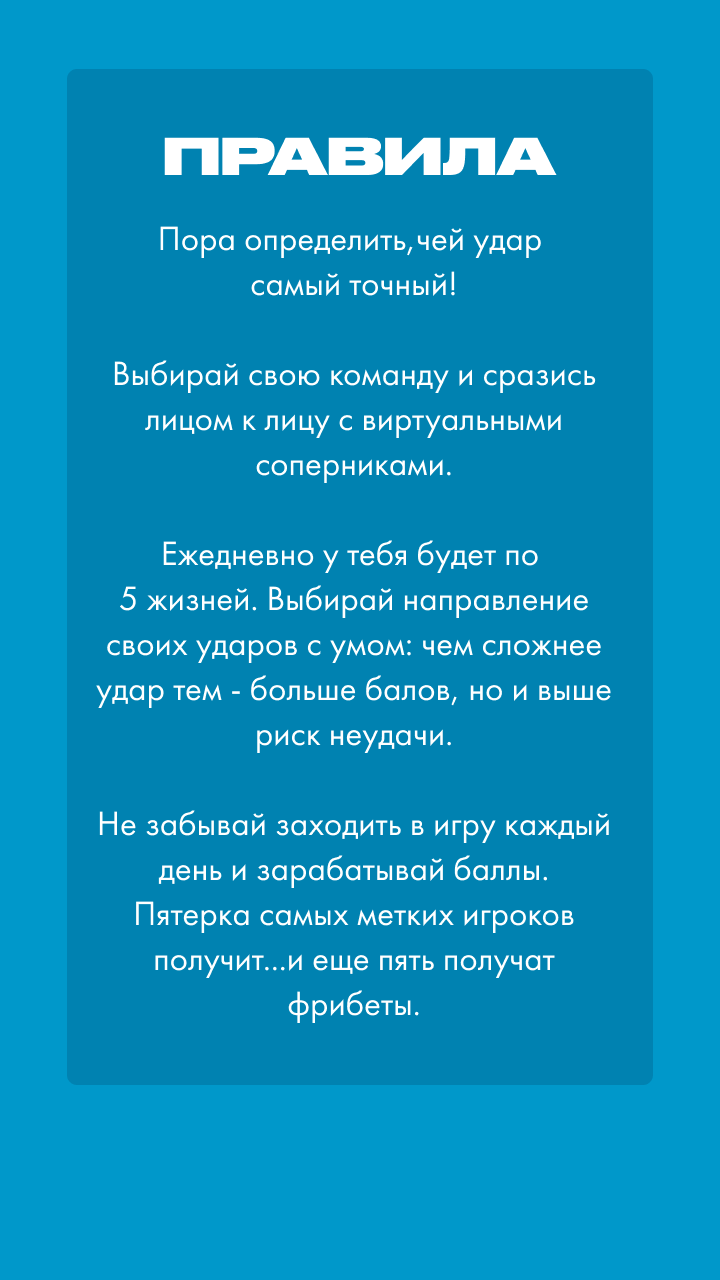 ПРАВИЛА
Пора определить,чей удар
самый точный!
Выбирай свою команду и сразись
лицом к лицу с виртуальными
соперниками.
Ежедневно у тебя будет по
5 жизней. Выбирай направление
своих ударов с умом: чем сложнее
удар тем - больше балов, но и выше
риск неудачи.
Не забывай заходить в игру каждый
день и зарабатывай баллы.
Пятерка самых метких игроков
получит...и еще пять получат
фрибеты.